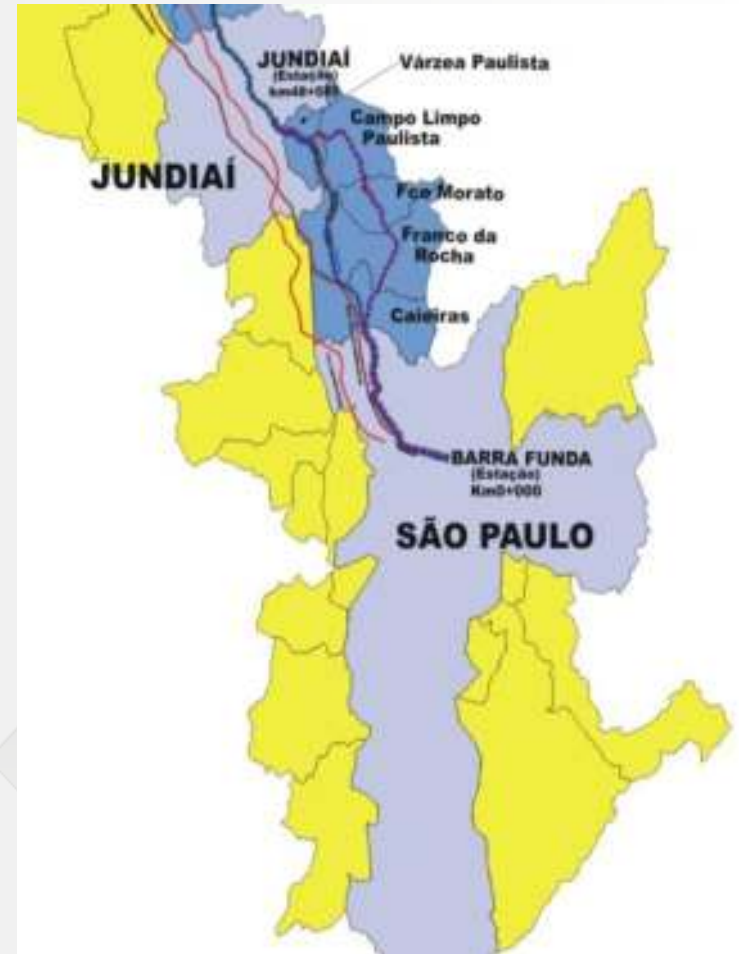 JUNDIAÍ
(Estação)
Várzea Paulista
Campo Limpo
Paulista
JUNDIAÍ
Fco Morato
Franco da
Rocha
Caieiras
BARRA FUNDA
(Estação)
Km0+000
SÃO PAULO